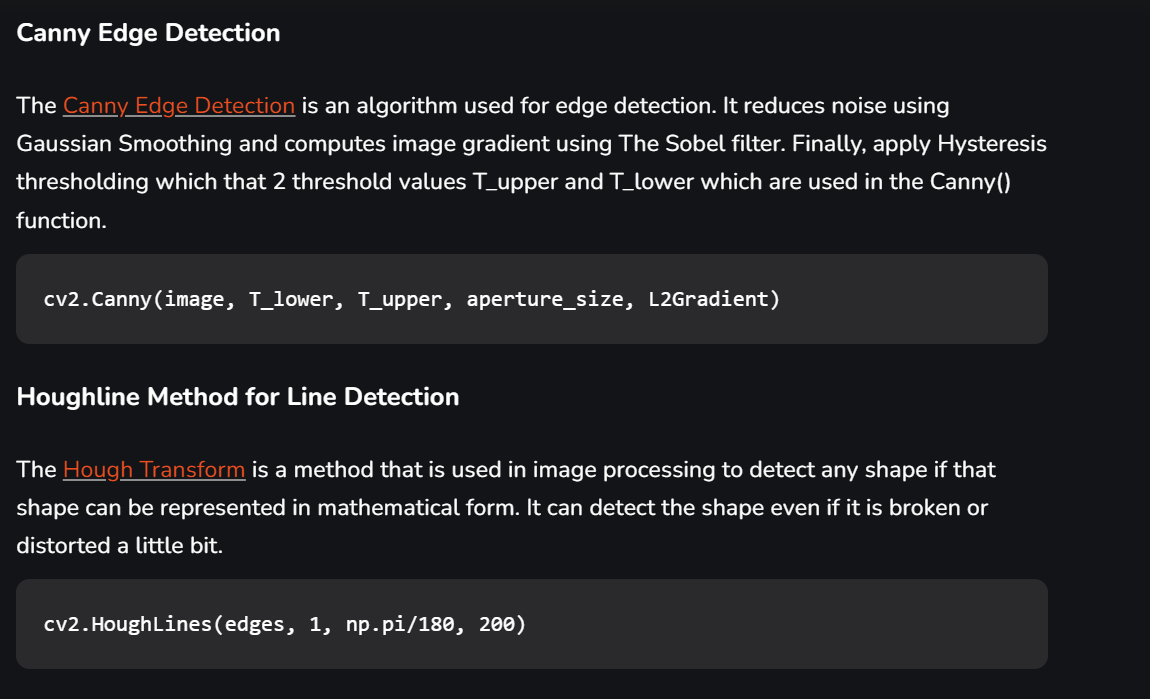 Canny Edge Detection
The Canny Edge Detection is an algorithm used for edge detection. It reduces noise using
Gaussian Smoothing and computes image gradient using The Sobel filter. Finally, apply Hysteresis
thresholding which that 2 threshold values T_upper and T_lower which are used in the Canny()
function.
cv2.Canny(image, T_lower, T_upper, aperture_size, L2Gradient)
Houghline Method for Line Detection
The Hough Transform is a method that is used in image processing to detect any shape if that
shape can be represented in mathematical form. It can detect the shape even if it is broken or
distorted a little bit.
cv2.HoughLines(edges, 1, np.pi/180, 200)